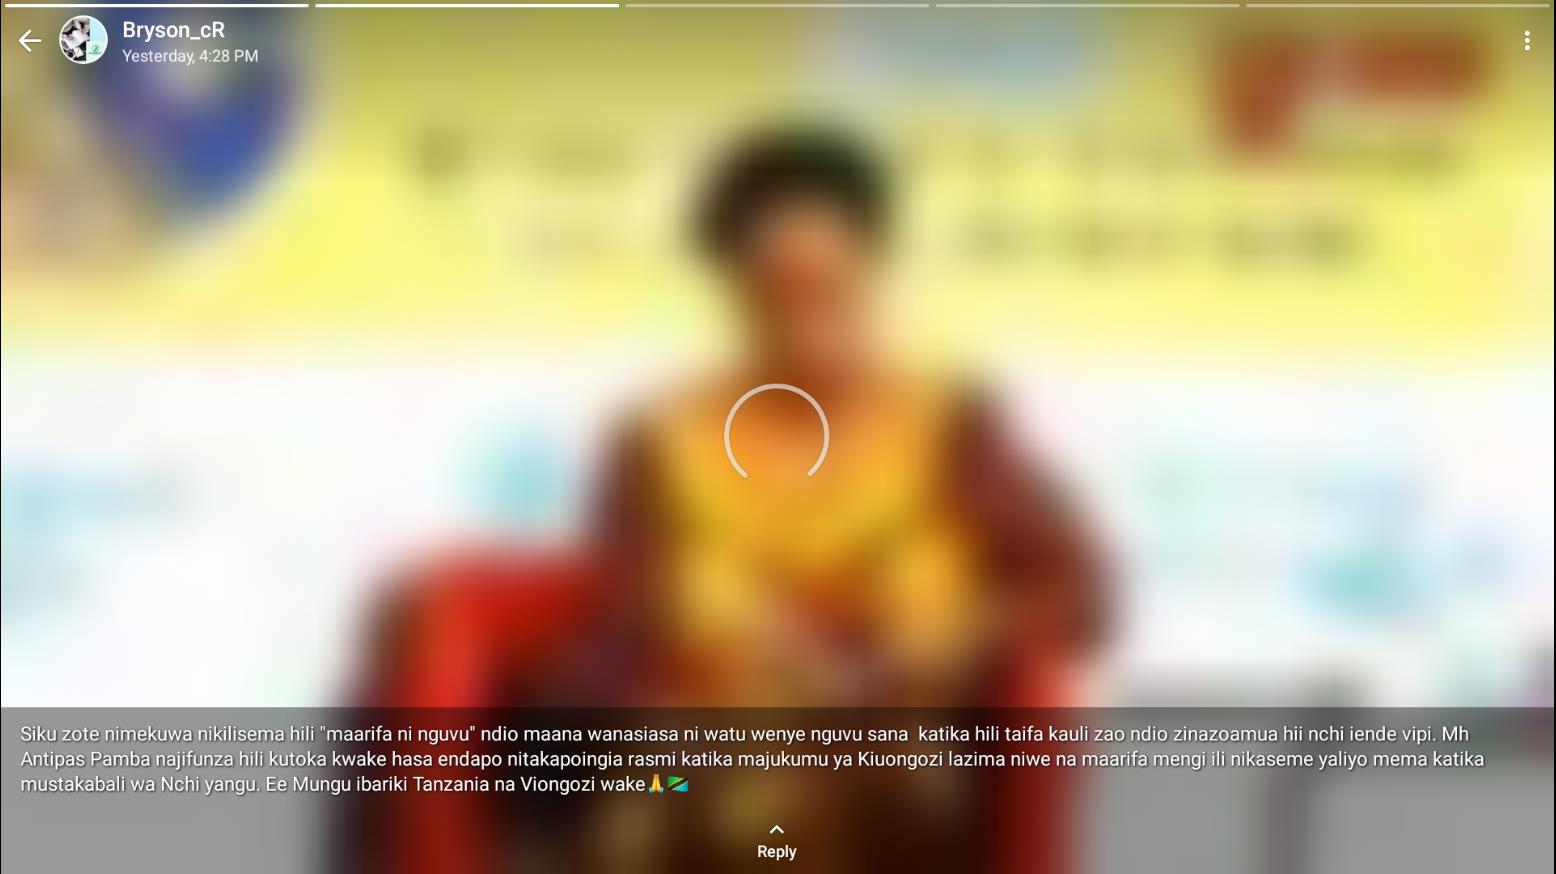 Bryson_cR
Yesterday, 4:28 PM
Siku zote nimekuwa nikilisema hili "maarifa ni nguvu" ndio maana wanasiasa ni watu wenye nguvu sana  katika hili taifa kauli zao ndio zinazoamua hii nchi iende vipi. Mh
Antipas Pamba najifunza hili kutoka kwake hasa endapo nitakapoingia rasmi katika majukumu ya Kiuongozi lazima niwe na maarifa mengi ili nikaseme yaliyo mema katika
mustakabali wa Nchi yangu. Ee Mungu ibariki Tanzania na Viongozi wake🙏🇹🇿
Reply